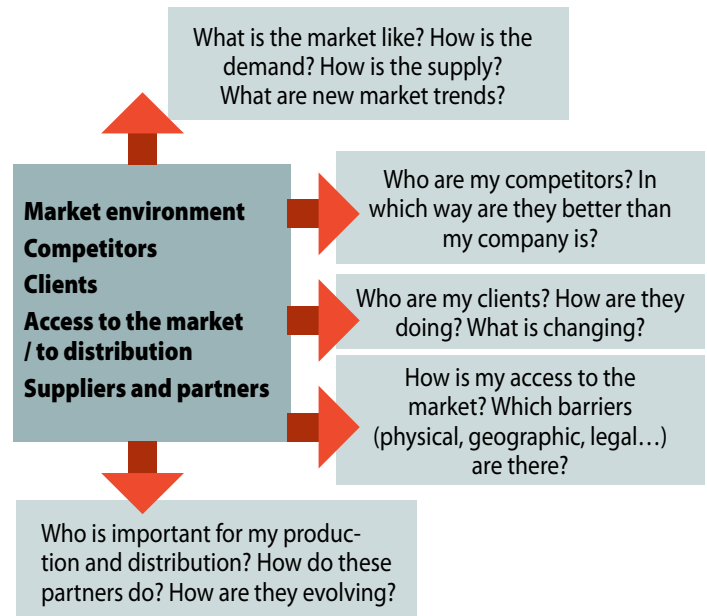 What is the market like? How is the
demand? How is the supply?
What are new market trends?
Market environment
Competitors
Clients
Access to the market
/ to distribution
Suppliers and partners
Who are my competitors? In
which way are they better than
my company is?
Who are my clients? How are they
doing? What is changing?
How is my access to the
market? Which barriers
(physical, geographic, legal…)
are there?
Who is important for my produc-
tion and distribution? How do these
partners do? How are they evolving?